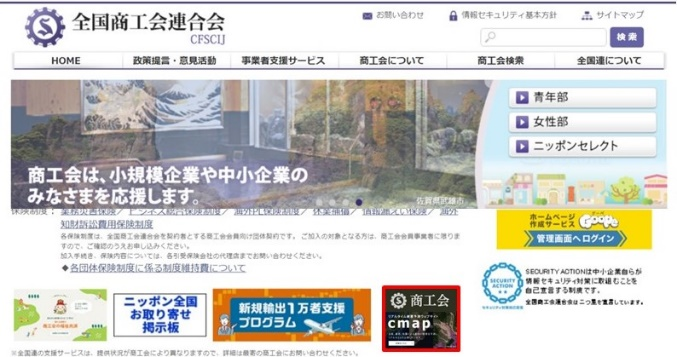 全国商工会連合会
CFSCIJ
お問い合わせ
情報セキュリティ基本方針
サイトマップ
検索
HOME
政策提言・意見活動
事業者支援サービス
商工会について
商工会検索
全国連について
商工会は、小規模企業や中小企業の
みなさまを応援します。
佐賀県武雄市
青年部
女性部
ニッポンセレクト
保険制度： 業務災害保険／ ビジネス総合保険制度／ 海外PL保険制度／ 休業補償／ 情報漏えい保険／ 海外
知財訴訟費用保険制度
各保険制度は、全国商工会連合会を契約者とする商工会会員向け団体契約です。 ご加入の対象となる方は、商工会会員事業者に限りま
すので、ご確認のうえお申し込みください。
加入手続き、保険内容については、各引受保険会社の代理店までお問い合わせください。
◆各団体保険制度に係る制度維持費について
ホームページ
作成サービス
Goope
管理画面へログイン
SECURITY ACTIONは中小企業自らが
情報セキュリティ対策に取組むことを
自己宣言する制度です。
全国商工会連合会は二つ星を宣言しています。
SECURITY
ACTION
セキュリティ対策自己宣言
商工会の福祉共済
ニッポン全国
お取り寄せ
掲示板
新規輸出1万者支援
プログラム
商工会
cmap
※全国連の支援サービスは、提供状況が商工会により異なりますので、詳細は最寄の商工会にお問い合わせください。